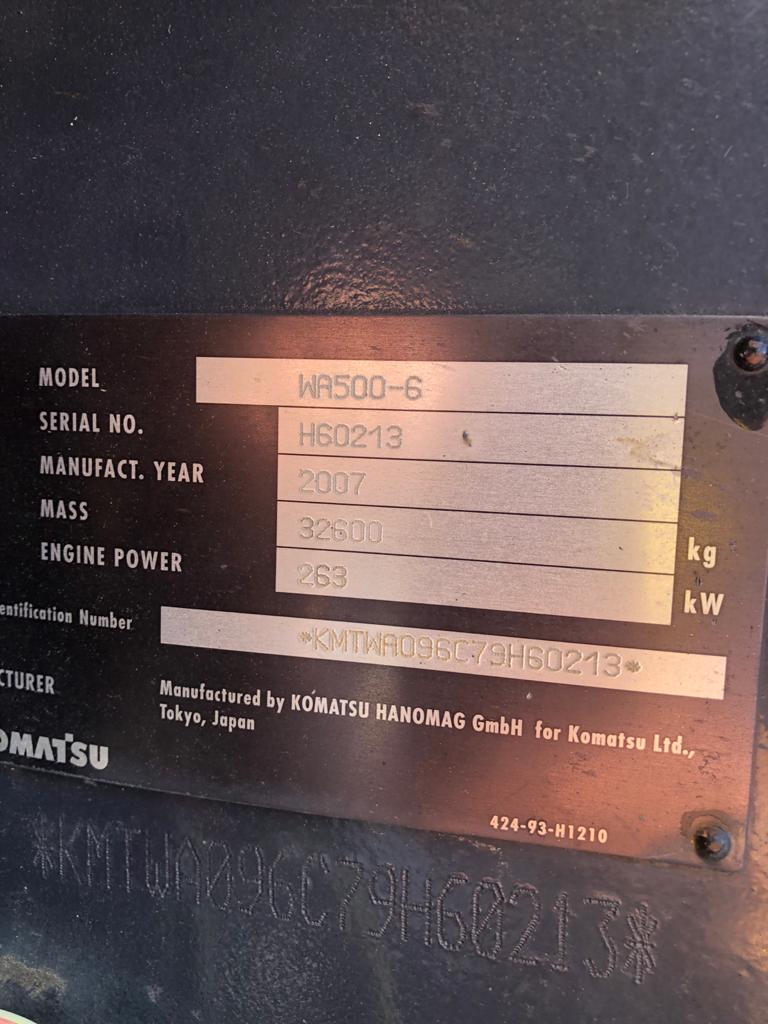 MODEL WA500-6
SERIAL NO. H60213
MANUFACT. YEAR 2007
MASS 32600 kg
ENGINE POWER 263 kW
entification Number *KMTWA096C79H60213*
CTURER Manufactured by KOMATSU HANOMAG GmbH for Komatsu Ltd.,
Tokyo, Japan
OMATSU
424-93-H1210
*KMTWA096C79H60213*